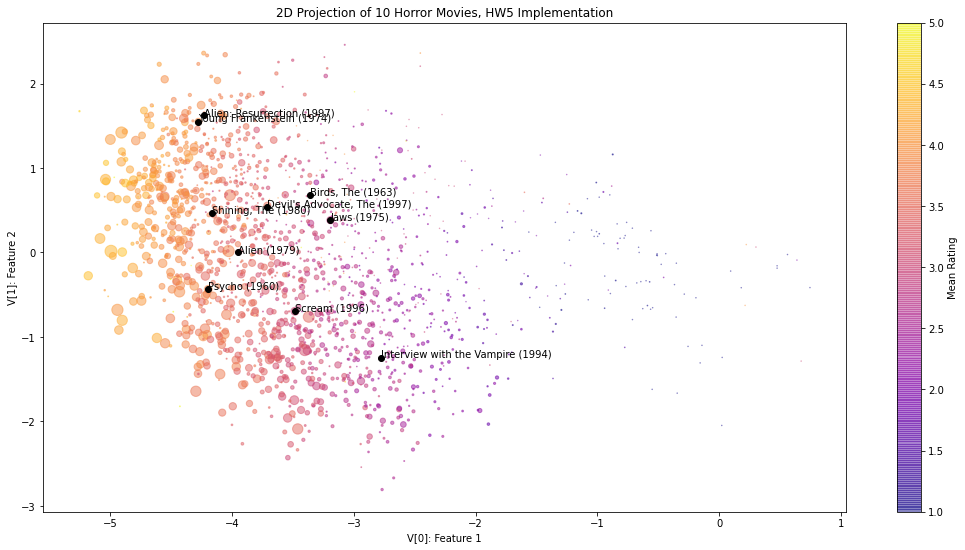 2D Projection of 10 Horror Movies, HW5 Implementation
5.0
2
Alien: Resurrection (1997)
Young Frankenstein (1974)
4.5
1
4.0
Birds, The (1963)
Devil's Advocate, The (1997)
Shining, The (1980)
Jaws (1975)
3.5
V[1]: Feature 2
0
Alien (1979)
3.0
Mean Rating
Psycho (1960)
Scream (1996)
2.5
−1
Interview with the Vampire (1994)
2.0
−2
1.5
−3
1.0
−5
−4
−3
−2
−1
0
1
V[0]: Feature 1